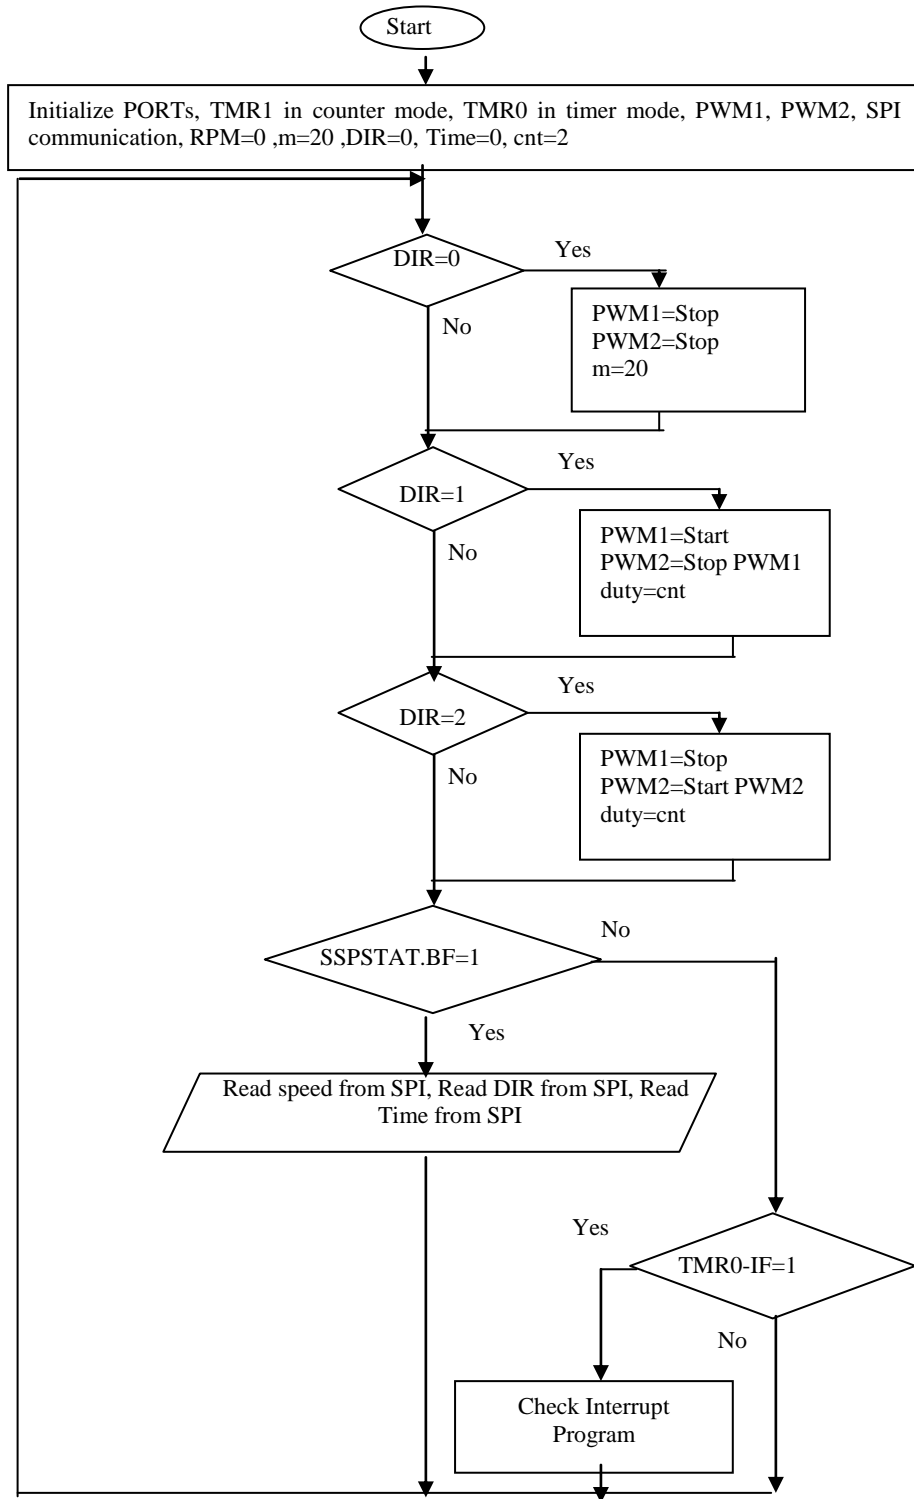 Start
Initialize PORTs, TMR1 in counter mode, TMR0 in timer mode, PWM1, PWM2, SPI
communication, RPM=0 ,m=20 ,DIR=0, Time=0, cnt=2
DIR=0
Yes
No
PWM1=Stop
PWM2=Stop
m=20
DIR=1
Yes
No
PWM1=Start
PWM2=Stop PWM1
duty=cnt
DIR=2
Yes
No
PWM1=Stop
PWM2=Start PWM2
duty=cnt
SSPSTAT.BF=1
No
Yes
Read speed from SPI, Read DIR from SPI, Read
Time from SPI
Yes
TMR0-IF=1
No
Check Interrupt
Program